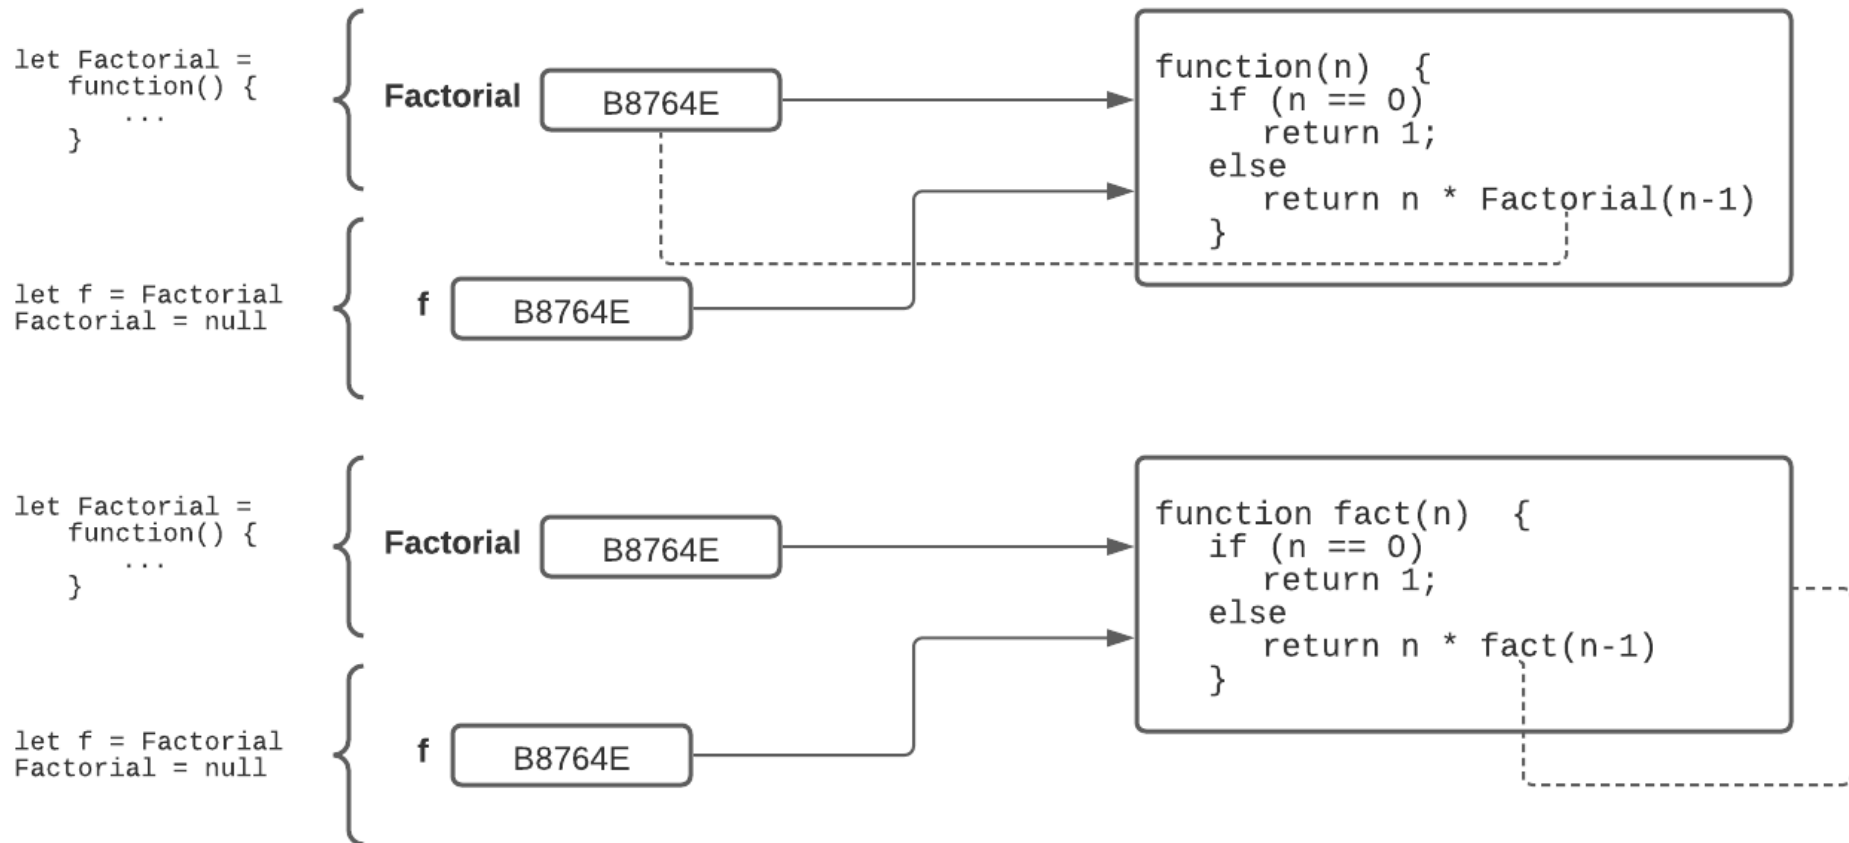 let Factorial =
function() {
...
}
Factorial
B8764E
function(n)  {
if (n == 0)
return 1;
else
return n * Factorial(n-1)
}
let f = Factorial
Factorial = null
f
B8764E
let Factorial =
function() {
...
}
Factorial
B8764E
function fact(n)  {
if (n == 0)
return 1;
else
return n * fact(n-1)
}
let f = Factorial
Factorial = null
f
B8764E